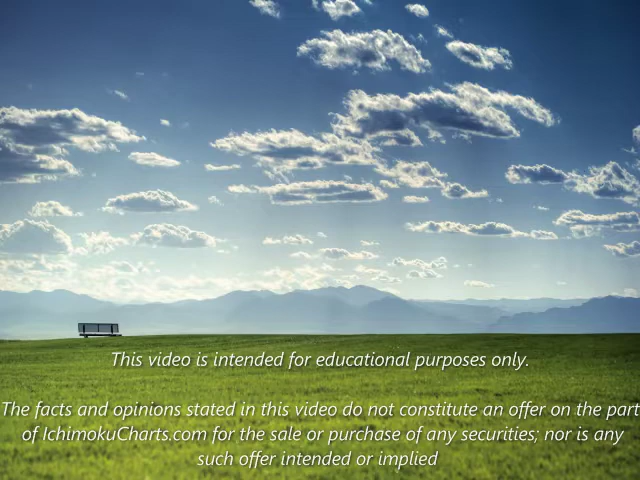 This video is intended for educational purposes only.
The facts and opinions stated in this video do not constitute an offer on the part
of IchimokuCharts.com for the sale or purchase of any securities; nor is any
such offer intended or implied